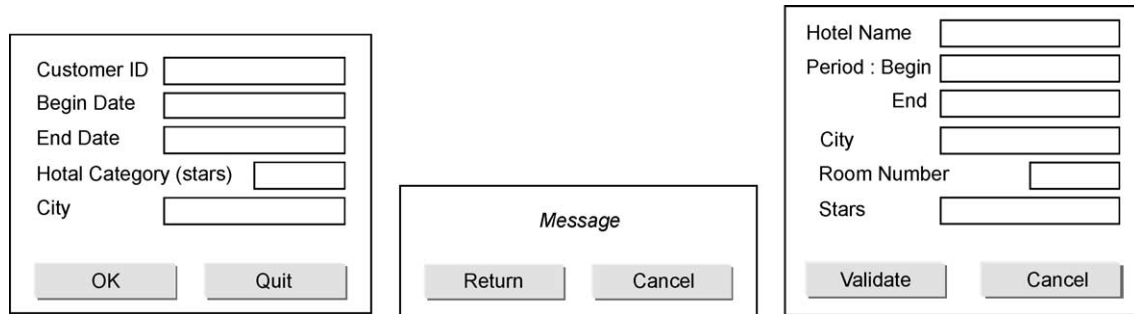 Customer ID
Begin Date
End Date
Hotal Category (stars)
City
OK Quit
Message
Return Cancel
Hotel Name
Period : Begin
End
City
Room Number
Stars
Validate Cancel